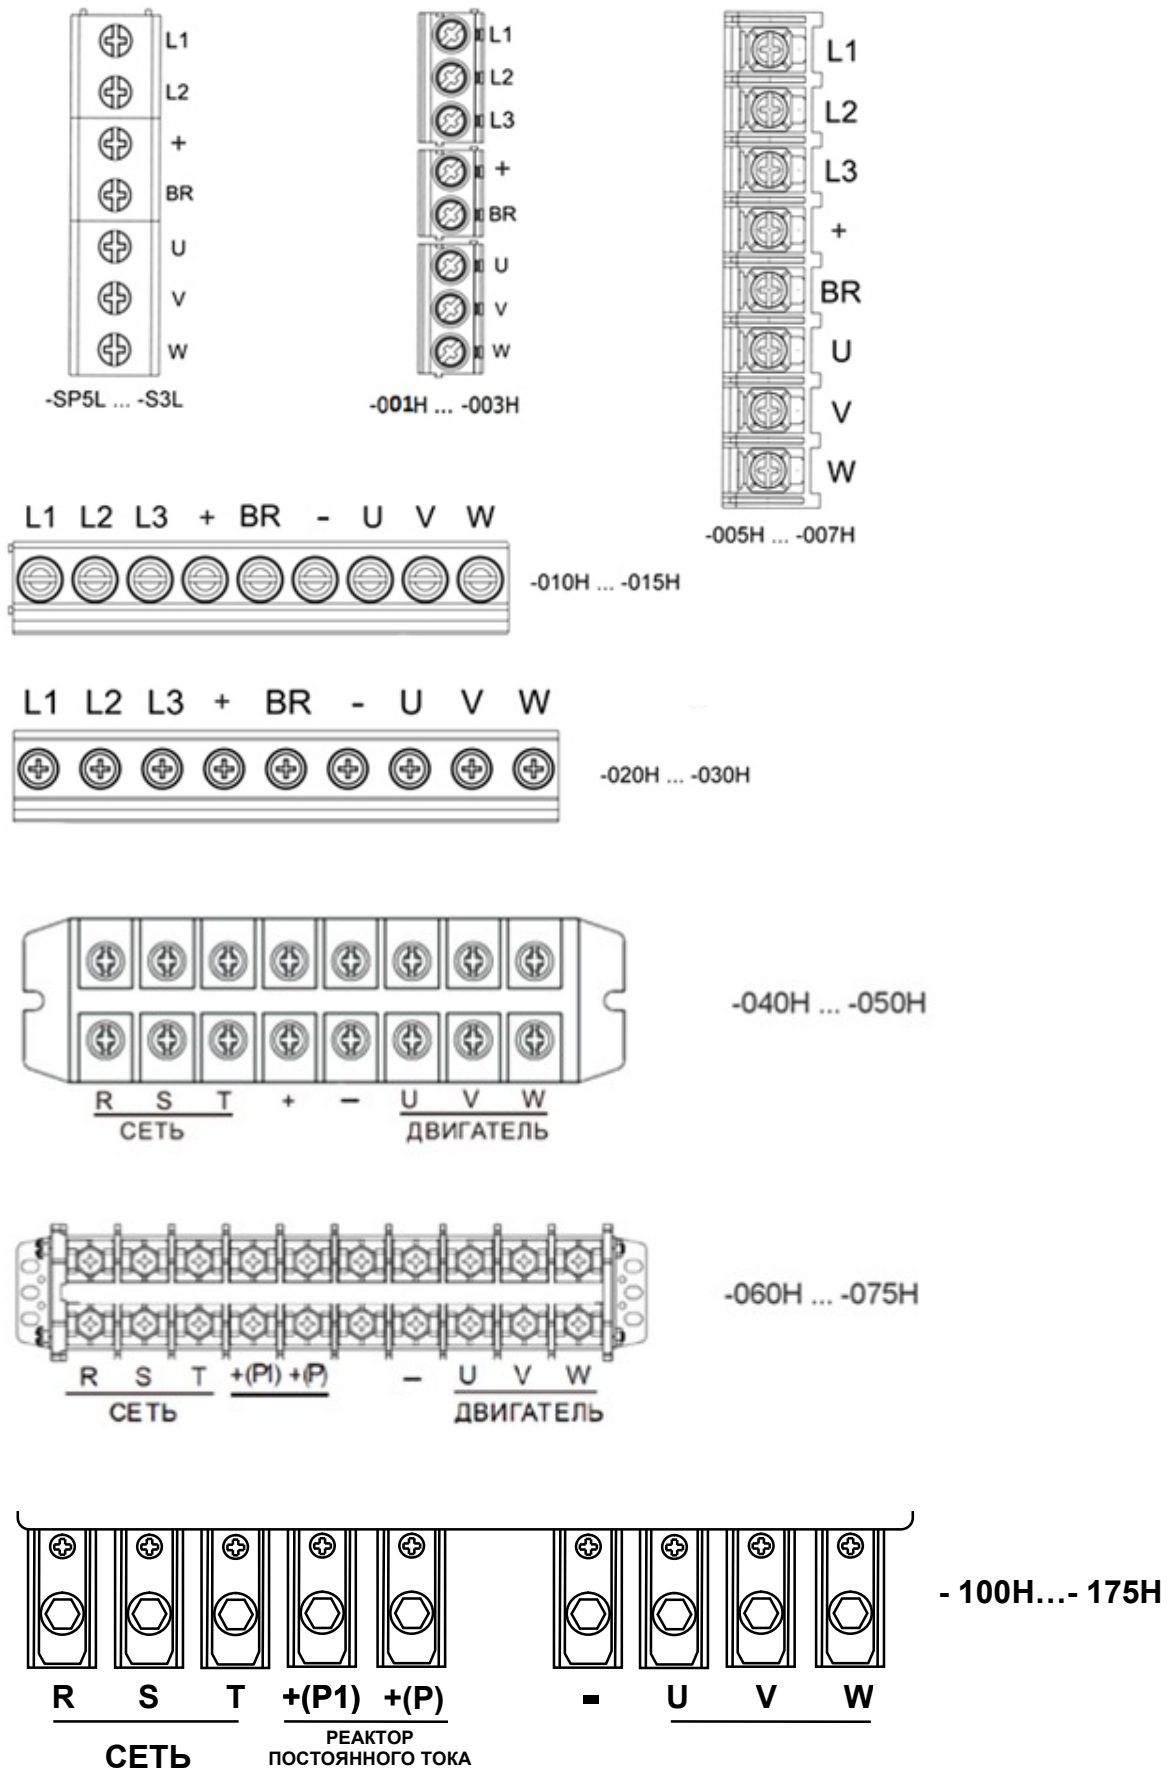 L1
L2
+
BR
U
V
W
-SP5L ... -S3L
L1
L2
L3
+
BR
U
V
W
-001H ... -003H
L1
L2
L3
+
BR
U
V
W
-005H ... -007H
L1 L2 L3 + BR - U V W
-010H ... -015H
L1 L2 L3 + BR - U V W
-020H ... -030H
-040H ... -050H
R S T + — U V W
СЕТЬ ДВИГАТЕЛЬ
-060H ... -075H
R S T +(P1) +(P) — U V W
СЕТЬ ДВИГАТЕЛЬ
- 100H...- 175H
R S T +(P1) +(P) - U V W
СЕТЬ
РЕАКТОР
ПОСТОЯННОГО ТОКА